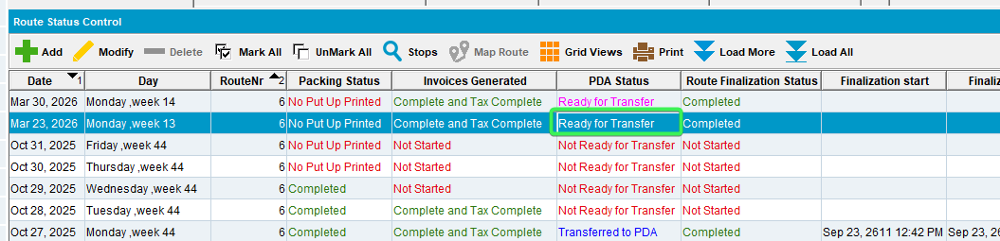 Route Status Control
Add Modify Delete Mark All UnMark All Stops Map Route Grid Views Print Load More Load All
Date 1 Day RouteNr 2 Packing Status Invoices Generated PDA Status Route Finalization Status Finalization start Finaliz
Mar 30, 2026 Monday ,week 14 6 No Put Up Printed Complete and Tax Complete Ready for Transfer Completed
Mar 23, 2026 Monday ,week 13 6 No Put Up Printed Complete and Tax Complete Ready for Transfer Completed
Oct 31, 2025 Friday ,week 44 6 No Put Up Printed Not Started Not Ready for Transfer Not Started
Oct 30, 2025 Thursday ,week 44 6 No Put Up Printed Not Started Not Ready for Transfer Not Started
Oct 29, 2025 Wednesday ,week 44 6 Completed Not Started Not Ready for Transfer Not Started
Oct 28, 2025 Tuesday ,week 44 6 Completed Complete and Tax Complete Not Ready for Transfer Not Started
Oct 27, 2025 Monday ,week 44 6 Completed Complete and Tax Complete Transferred to PDA Completed Sep 23, 2611 12:42 PM Sep 23, 26